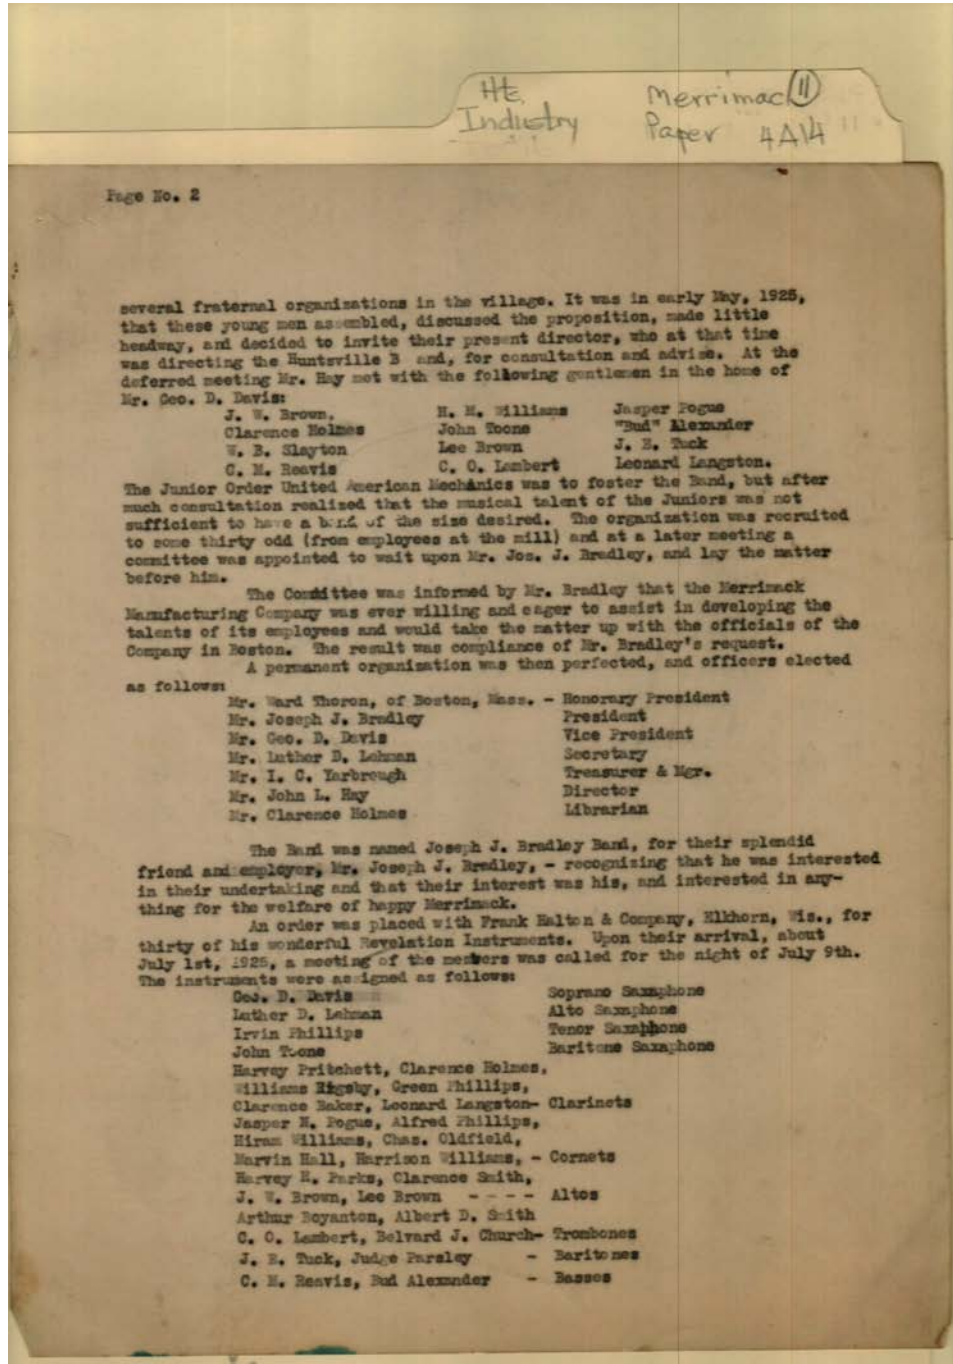 Hts. Merrimack 11
Industry Paper 4A14
Page No. 2
several fraternal organizations in the village. It was in early May, 1925,
that these young men assembled, discussed the proposition, made little
headway, and decided to invite their present director, who at that time
was directing the Huntsville B and, for consultation and advise. At the
deferred meeting Mr. Hay met with the following gentlemen in the home of
Mr. Geo. D. Davis:
J. W. Brown. H. M. Williams Jasper Pogue
Clarence Holmes John Toone "Bud" Alexander
W. B. Slayton Lee Brown J. E. Tuck
C. M. Reavis C. O. Lambert Leonard Langston.
The Junior Order United American Mechanics was to foster the Band, but after
much consultation realized that the musical talent of the Juniors was not
sufficient to have a band of the size desired. The organization was recruited
to some thirty odd (from employees at the mill) and at a later meeting a
committee was appointed to wait upon Mr. Jos. J. Bradley, and lay the matter
before him.
The Committee was informed by Mr. Bradley that the Merrimack
Manufacturing Company was ever willing and eager to assist in developing the
talents of its employees and would take the matter up with the officials of the
Company in Boston. The result was compliance of Mr. Bradley's request.
A permanent organization was then perfected, and officers elected
as follows:
Mr. Ward Thoron, of Boston, Mass. - Honorary President
Mr. Joseph J. Bradley President
Mr. Geo. D. Davis Vice President
Mr. Luther D. Lehman Secretary
Mr. I. C. Yarbrough Treasurer & Mgr.
Mr. John L. Hay Director
Mr. Clarence Holmes Librarian
The Band was named Joseph J. Bradley Band, for their splendid
friend and employer, Mr. Joseph J. Bradley, - recognizing that he was interested
in their undertaking and that their interest was his, and interested in any-
thing for the welfare of happy Merrimack.
An order was placed with Frank Halton & Company, Elkhorn, Wis., for
thirty of his wonderful Revelation Instruments. Upon their arrival, about
July 1st, 1925, a meeting of the members was called for the night of July 9th.
The instruments were assigned as follows:
Geo. D. Davis Soprano Saxaphone
Luther D. Lehman Alto Saxaphone
Irvin Phillips Tenor Saxaphone
John Toone Baritone Saxaphone
Harvey Pritchett, Clarence Holmes,
Williams Rigsby, Green Phillips,
Clarence Baker, Leonard Langston- Clarinets
Jasper N. Pogue, Alfred Phillips,
Hiram Williams, Chas. Oldfield,
Marvin Hall, Harrison Williams, - Cornets
Harvey H. Parks, Clarence Smith,
J. W. Brown, Lee Brown - - - - Altos
Arthur Boyanton, Albert D. Smith
C. O. Lambert, Belvard J. Church- Trombones
J. E. Tuck, Judge Parsley - Baritones
C. M. Reavis, Bud Alexander - Basses